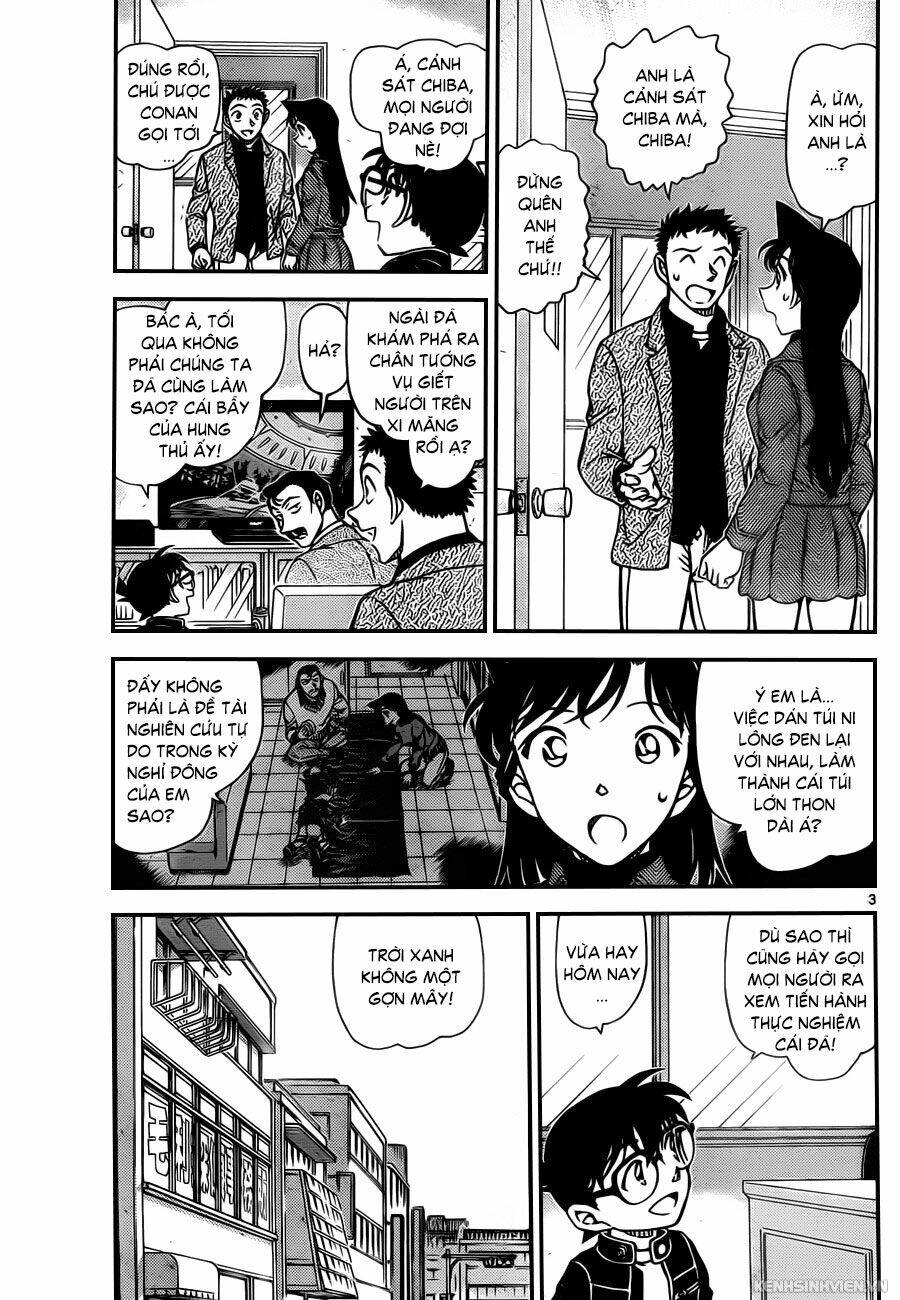 À, ỪM,
XIN HỎI
ANH LÀ
...?
ANH LÀ
CẢNH SÁT
CHIBA MÀ,
CHIBA!
ĐỪNG
QUÊN
ANH
THẾ
CHỨ!!
Á, CẢNH
SÁT CHIBA,
MỌI NGƯỜI
ĐANG ĐỢI
NÈ!
ĐÚNG RỒI,
CHÚ ĐƯỢC
CONAN
GỌI TỚI
...
NGÀI ĐÃ
KHÁM PHÁ RA
CHÂN TƯỚNG
VỤ GIẾT
NGƯỜI TRÊN
XI MĂNG
RỒI Ạ?
HẢ?
BÁC À, TỐI
QUA KHÔNG
PHẢI CHÚNG TA
ĐÃ CÙNG LÀM
SAO? CÁI BẪY
CỦA HUNG
THỦ ẤY!
Ý EM LÀ...
VIỆC DÁN TÚI NI
LÔNG ĐEN LẠI
VỚI NHAU, LÀM
THÀNH CÁI TÚI
LỚN THON
DÀI Á?
ĐẤY KHÔNG
PHẢI LÀ ĐỀ TÀI
NGHIÊN CỨU TỰ
DO TRONG KỲ
NGHỈ ĐÔNG
CỦA EM
SAO?
3
DÙ SAO THÌ
CŨNG HÃY GỌI
MỌI NGƯỜI RA
XEM TIẾN HÀNH
THỰC NGHIỆM
CÁI ĐÃ!
VỪA HAY
HÔM NAY
...
TRỜI XANH
KHÔNG MỘT
GỢN MÂY!
KENHSINHVIEN.VN